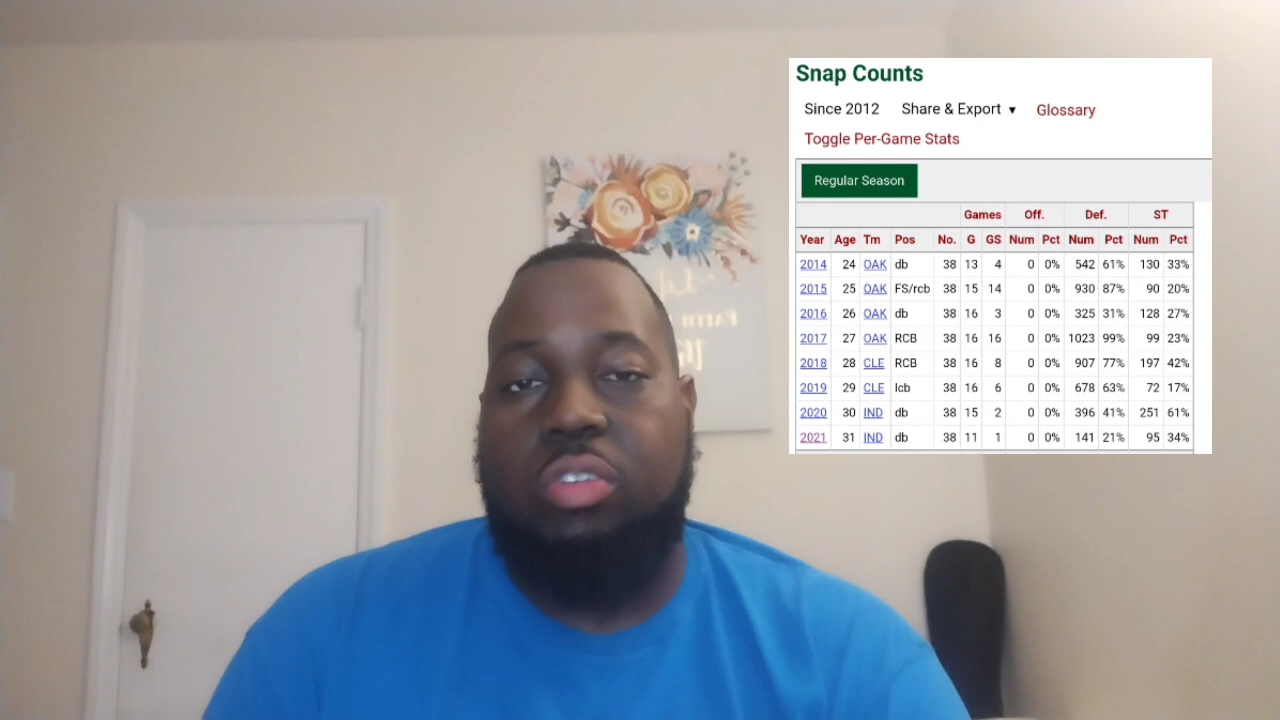 Snap Counts
Since 2012 Share & Export ▼ Glossary
Toggle Per-Game Stats
Regular Season
Games Off. Def. ST
Year Age Tm Pos No. G GS Num Pct Num Pct Num Pct
2014 24 OAK db 38 13 4 0 0% 542 61% 130 33%
2015 25 OAK FS/rcb 38 15 14 0 0% 930 87% 90 20%
2016 26 OAK db 38 16 3 0 0% 325 31% 128 27%
2017 27 OAK RCB 38 16 16 0 0% 1023 99% 99 23%
2018 28 CLE RCB 38 16 8 0 0% 907 77% 197 42%
2019 29 CLE lcb 38 16 6 0 0% 678 63% 72 17%
2020 30 IND db 38 15 2 0 0% 396 41% 251 61%
2021 31 IND db 38 11 1 0 0% 141 21% 95 34%
FAITH